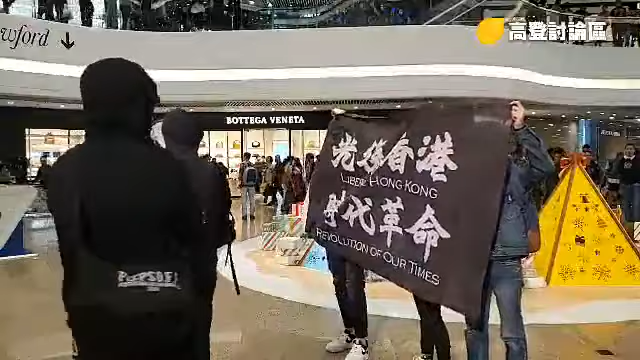 wford
高登討論區
BOTTEGA VENETA
光復香港
LIBERATE HONG KONG
時代革命
REVOLUTION OF OUR TIMES